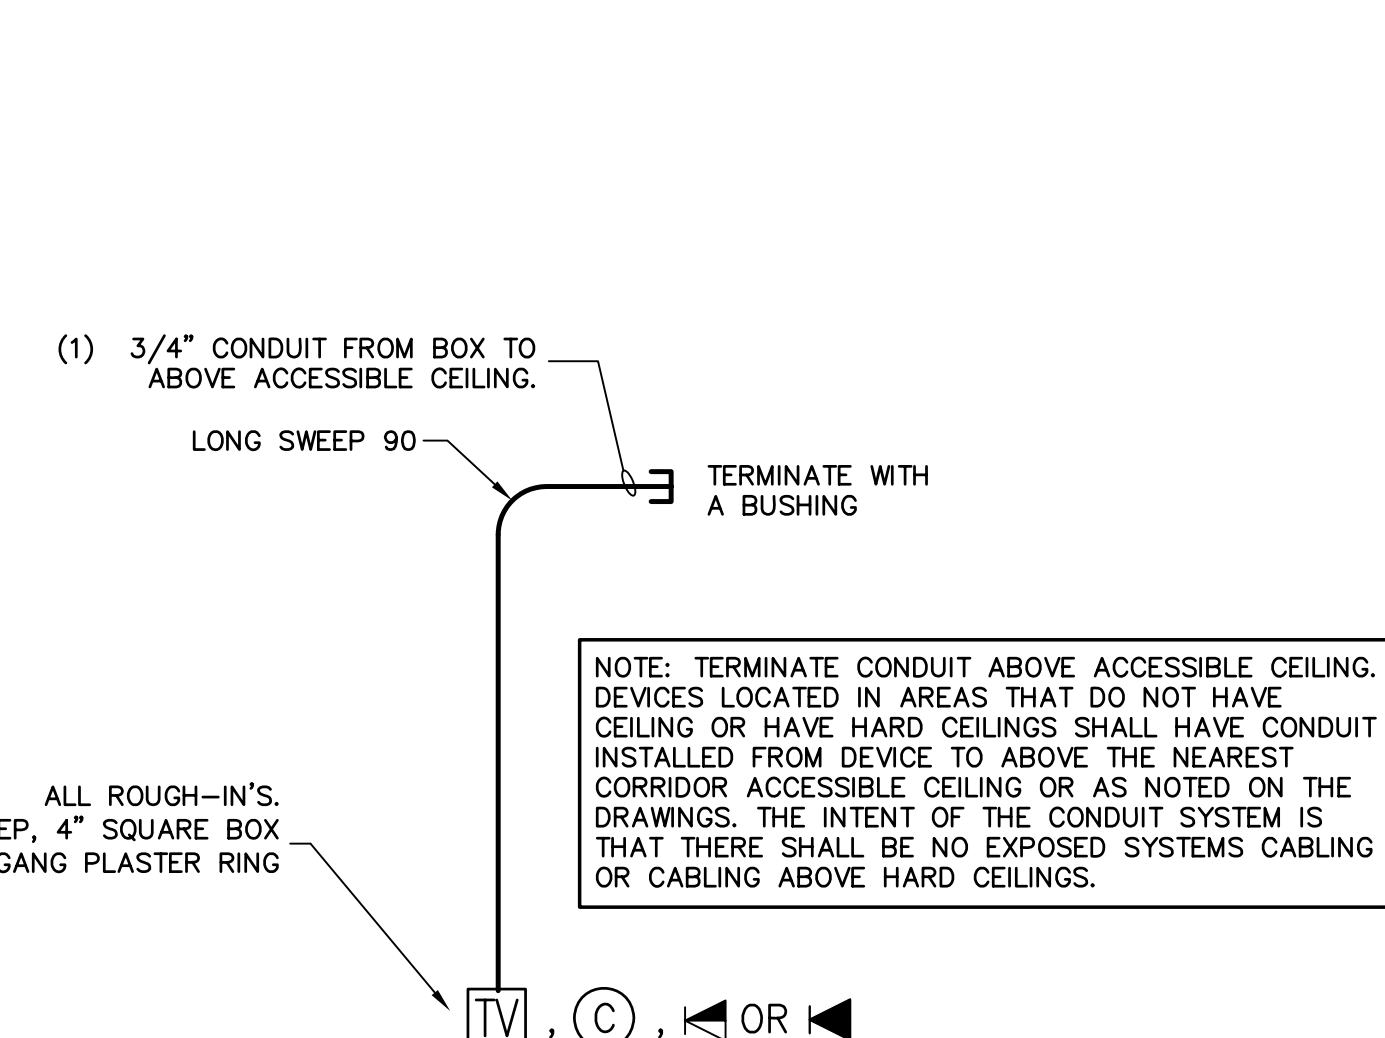 (1) 3/4” CONDUIT FROM BOX TO
ABOVE ACCESSIBLE CEILING.
LONG SWEEP 90
TERMINATE WITH
A BUSHING
NOTE: TERMINATE CONDUIT ABOVE ACCESSIBLE CEILING.
DEVICES LOCATED IN AREAS THAT DO NOT HAVE
CEILING OR HAVE HARD CEILINGS SHALL HAVE CONDUIT
INSTALLED FROM DEVICE TO ABOVE THE NEAREST
CORRIDOR ACCESSIBLE CEILING OR AS NOTED ON THE
DRAWINGS. THE INTENT OF THE CONDUIT SYSTEM IS
THAT THERE SHALL BE NO EXPOSED SYSTEMS CABLING
OR CABLING ABOVE HARD CEILINGS.
ALL ROUGH-IN’S.
EP, 4” SQUARE BOX
GANG PLASTER RING
TV , C , OR